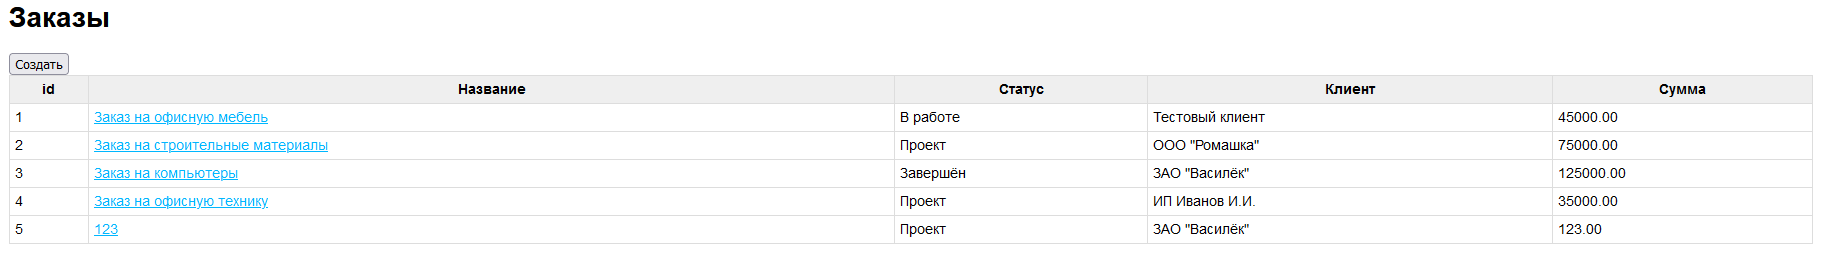 Заказы
Создать
id Название Статус Клиент Сумма
1 Заказ на офисную мебель В работе Тестовый клиент 45000.00
2 Заказ на строительные материалы Проект ООО "Ромашка" 75000.00
3 Заказ на компьютеры Завершён ЗАО "Василёк" 125000.00
4 Заказ на офисную технику Проект ИП Иванов И.И. 35000.00
5 123 Проект ЗАО "Василёк" 123.00